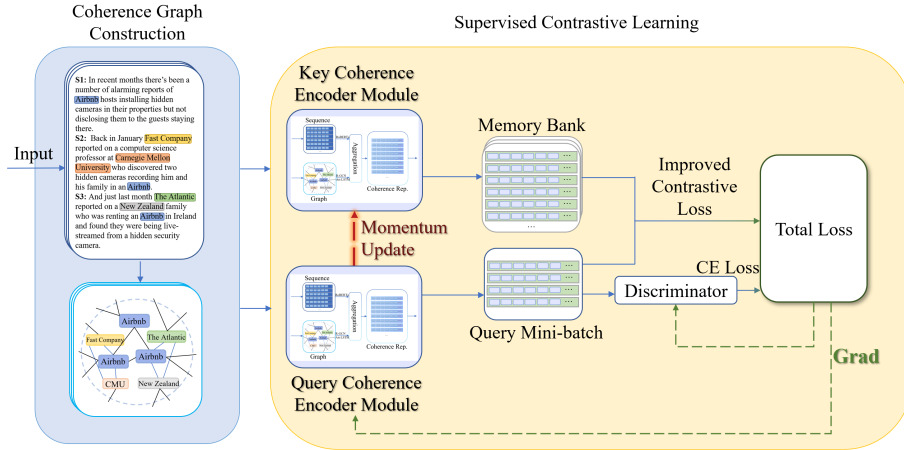 Coherence Graph
Construction
Supervised Contrastive Learning
Input
S1: In recent months there's been a
number of alarming reports of
Airbnb hosts installing hidden
cameras in their properties but not
disclosing them to the guests staying
there.
S2: Back in January Fast Company
reported on a computer science
professor at Carregie Mellon
University who discovered two
hidden cameras recording him and
his family in an Airbnb.
S3: And just last month The Atlantic
reported on a New Zealand family
who was renting an Airbnb in Ireland
and found they were being live-
streamed from a hidden security
camera.
Airbnb
Fast Company
The Atlantic
Airbnb
Airbnb
CMU
New Zealand
Key Coherence
Encoder Module
Sequence
Aggregation
Graph
Coherence Rep.
Momentum
Update
Sequence
Aggregation
Graph
Coherence Rep.
Query Coherence
Encoder Module
Memory Bank
...
Query Mini-batch
Improved
Contrastive
Loss
Discriminator
CE Loss
Total Loss
Grad